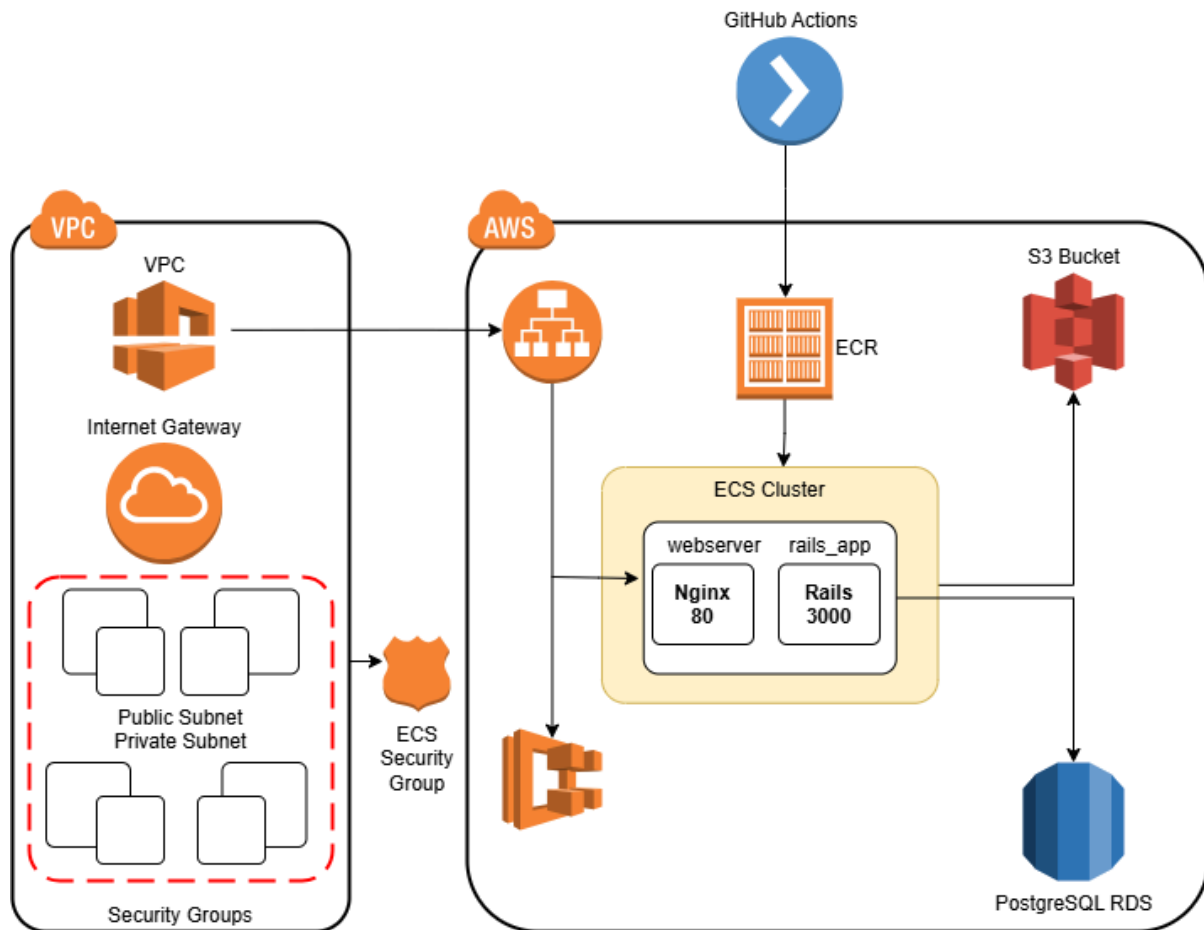 GitHub Actions
VPC
VPC
Internet Gateway
Public Subnet
Private Subnet
Security Groups
ECS
Security
Group
AWS
ECR
S3 Bucket
ECS Cluster
webserver
rails_app
Nginx
80
Rails
3000
PostgreSQL RDS